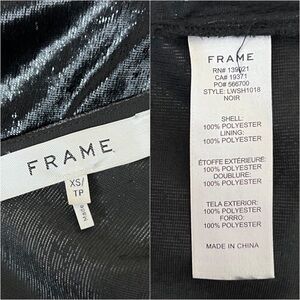 FRAME
XS/
TP
FRAME
RN# 139021
CA# 19371
PO# 566700
STYLE: LWSH1018
NOIR
SHELL:
100% POLYESTER
LINING:
100% POLYESTER
ÉTOFFE EXTÉRIEURE:
100% POLYESTER
DOUBLURE:
100% POLYESTER
TELA EXTERIOR:
100% POLYESTER
FORRO:
100% POLYESTER
MADE IN CHINA